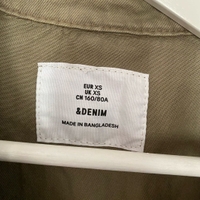 EUR XS
UK XS
CN 160/80A
&DENIM
MADE IN BANGLADESH